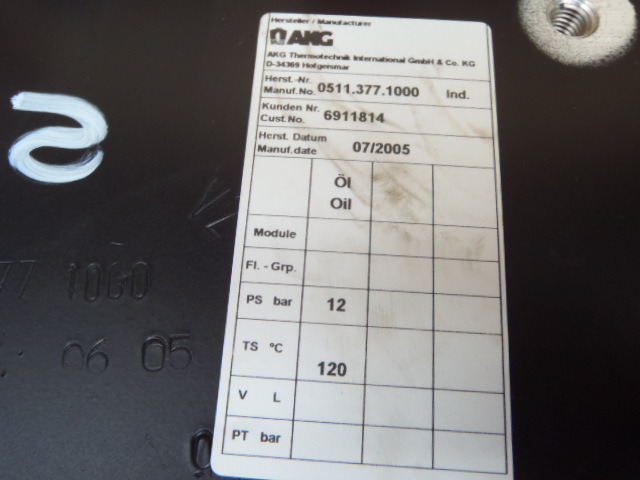 Hersteller / Manufacturer
AKG
AKG Thermotechnik International GmbH & Co. KG
D-34369 Hofgeismar
Herst.-Nr.
Manuf.No. 0511.377.1000 Ind.
Kunden Nr.
Cust.No. 6911814
Herst. Datum
Manuf.date 07/2005
Öl
Oil
Module
Fl. - Grp.
PS bar 12
TS °C
120
V L
PT bar
S
77 1000
06 05